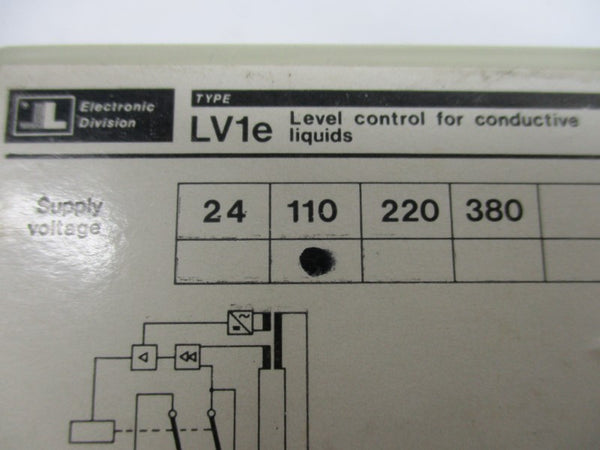 Electronic
Division
TYPE
LV1e
Level control for conductive
liquids
Supply
voltage
24 110 220 380